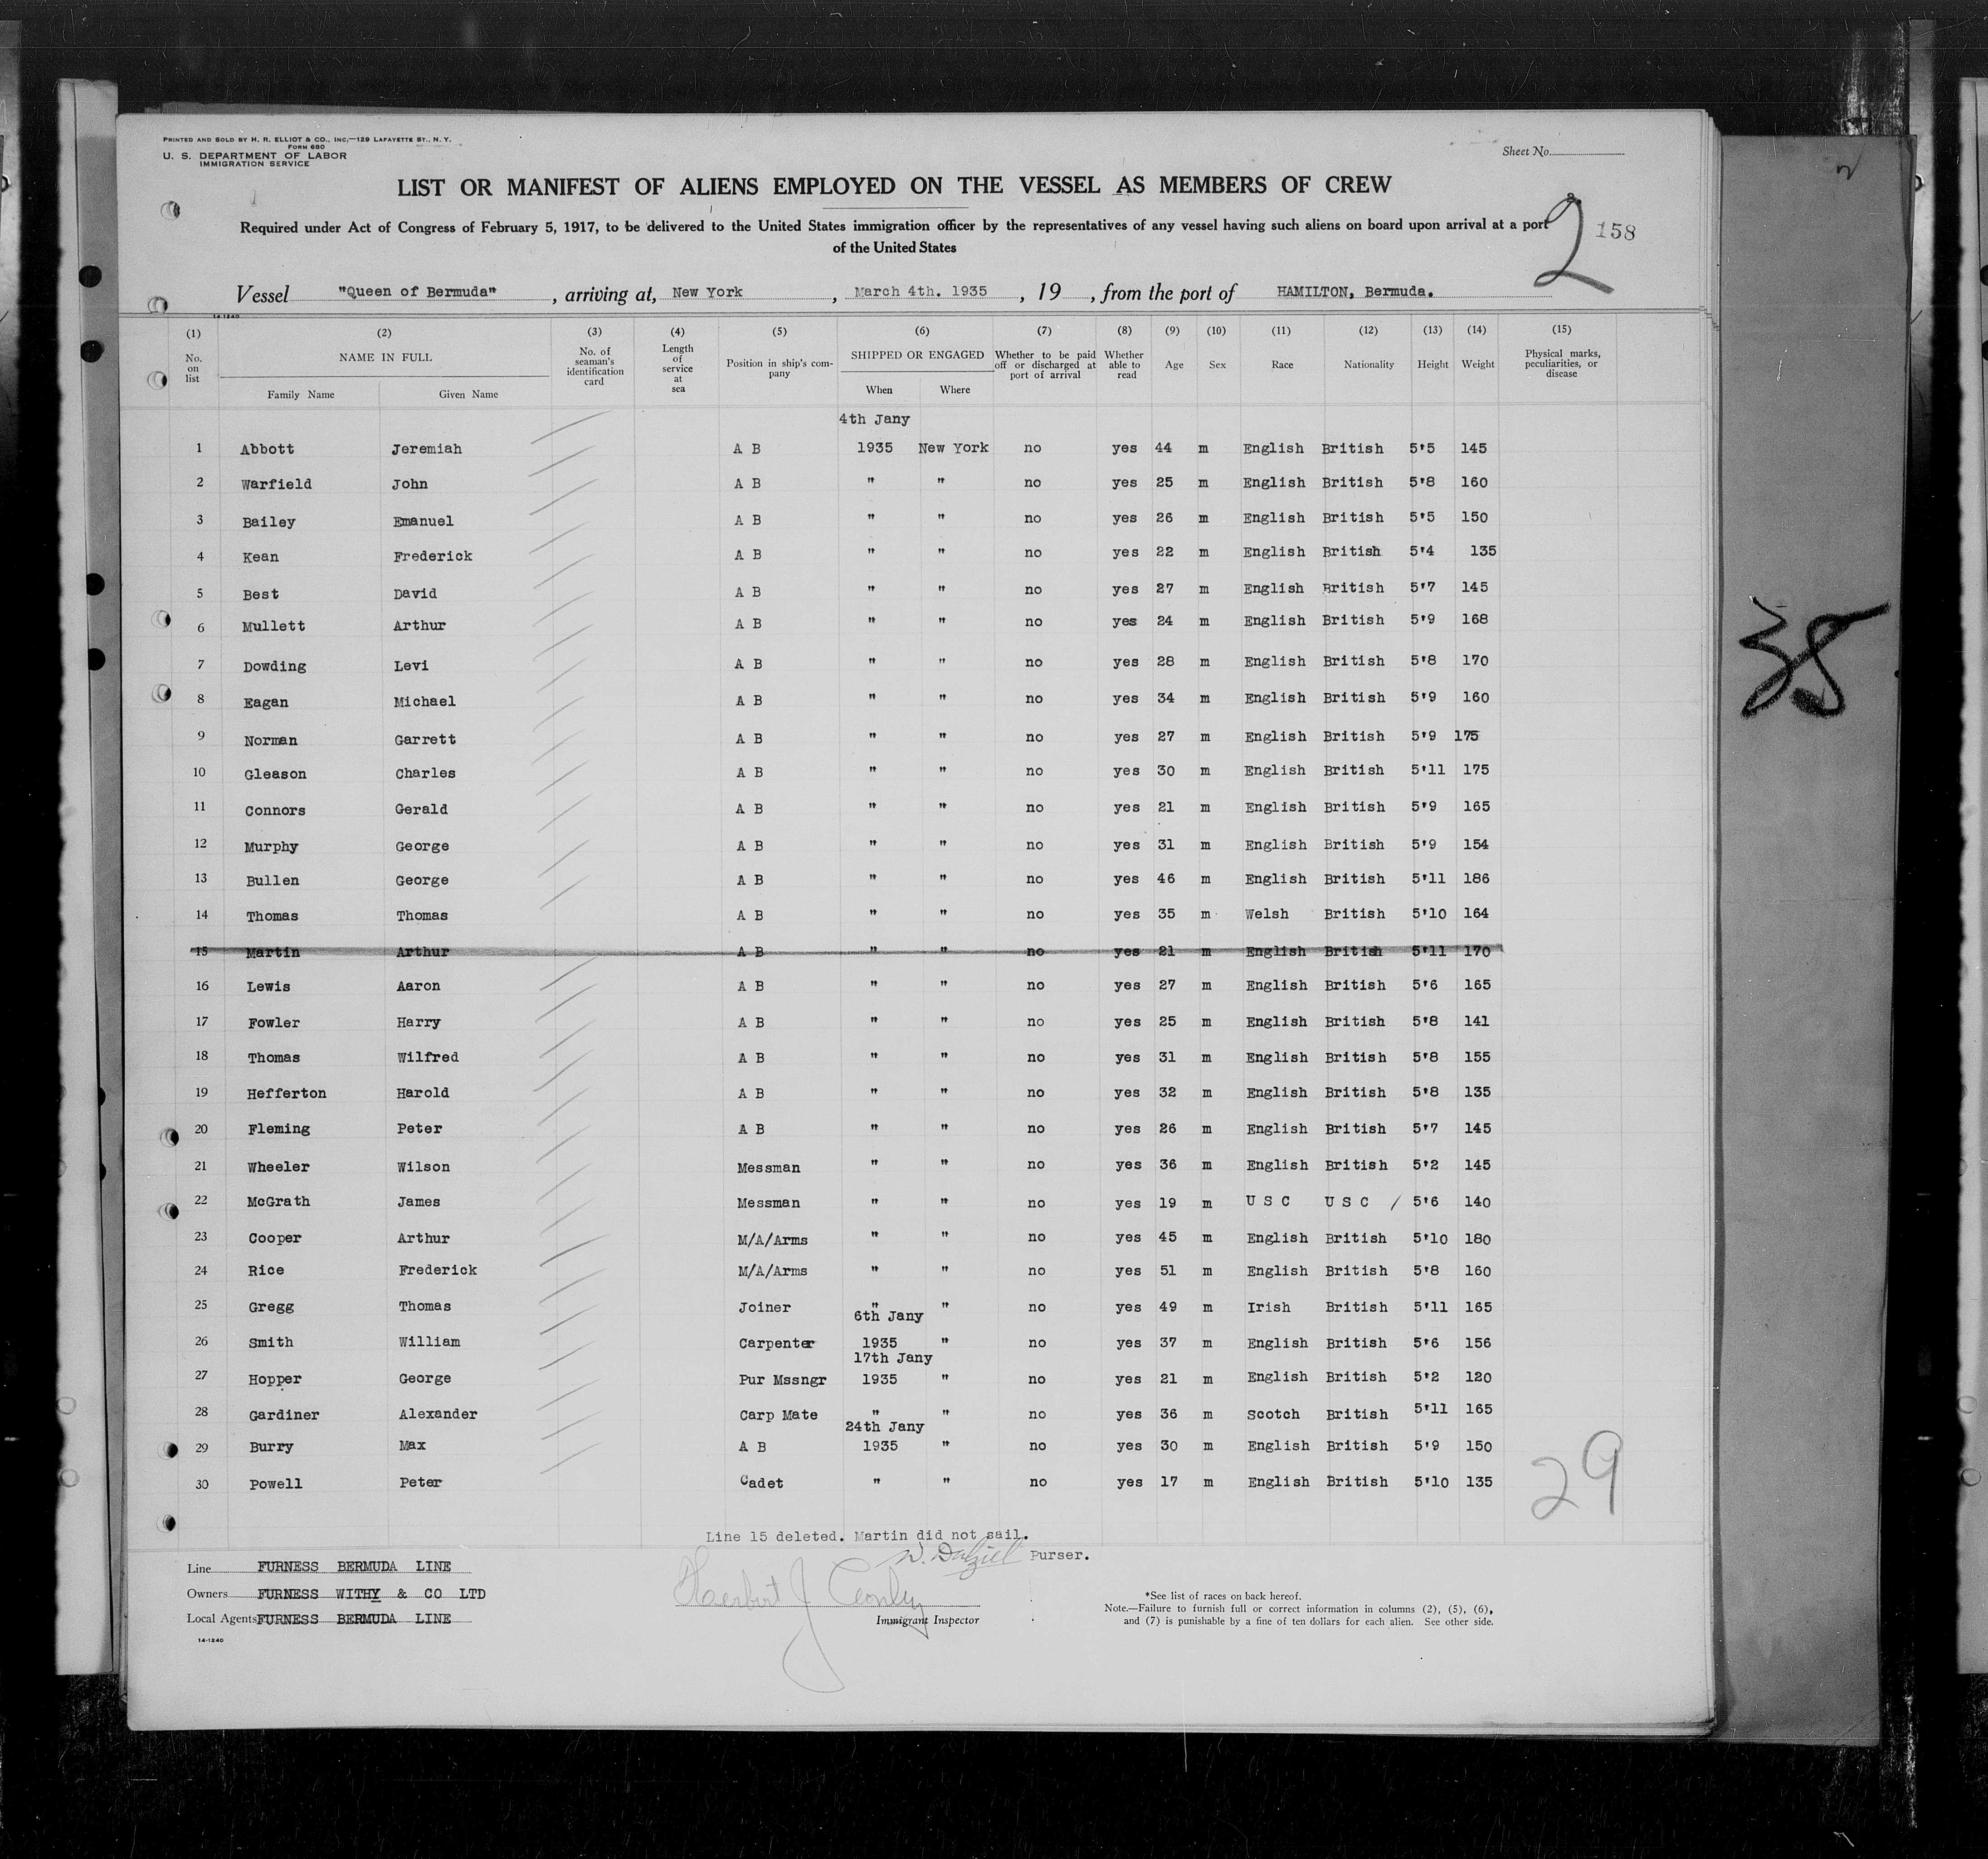 PRINTED AND SOLD BY H. R. ELLIOT & CO., INC.—129 LAFAYETTE ST., N. Y.
FORM 680
U. S. DEPARTMENT OF LABOR
IMMIGRATION SERVICE
Sheet No.
LIST OR MANIFEST OF ALIENS EMPLOYED ON THE VESSEL AS MEMBERS OF CREW
Required under Act of Congress of February 5, 1917, to be delivered to the United States immigration officer by the representatives of any vessel having such aliens on board upon arrival at a port
of the United States
2
158
Vessel "Queen of Bermuda", arriving at, New York, March 4th. 1935, 19, from the port of HAMILTON, Bermuda.
14-1240
(1) (2) (3) (4) (5) (6) (7) (8) (9) (10) (11) (12) (13) (14) (15)
No. on list NAME IN FULL Family Name Given Name No. of seaman's identification card Length of service at sea Position in ship's company SHIPPED OR ENGAGED When Where Whether to be paid off or discharged at port of arrival Whether able to read Age Sex Race Nationality Height Weight Physical marks, peculiarities, or disease
4th Jany
1 Abbott Jeremiah A B 1935 New York no yes 44 m English British 5'5 145
2 Warfield John A B " " no yes 25 m English British 5'8 160
3 Bailey Emanuel A B " " no yes 26 m English British 5'5 150
4 Kean Frederick A B " " no yes 22 m English British 5'4 135
5 Best David A B " " no yes 27 m English British 5'7 145
6 Mullett Arthur A B " " no yes 24 m English British 5'9 168
7 Dowding Levi A B " " no yes 28 m English British 5'8 170
8 Eagan Michael A B " " no yes 34 m English British 5'9 160
9 Norman Garrett A B " " no yes 27 m English British 5'9 175
10 Gleason Charles A B " " no yes 30 m English British 5'11 175
11 Connors Gerald A B " " no yes 21 m English British 5'9 165
12 Murphy George A B " " no yes 31 m English British 5'9 154
13 Bullen George A B " " no yes 46 m English British 5'11 186
14 Thomas Thomas A B " " no yes 35 m Welsh British 5'10 164
15 Martin Arthur A B " " no yes 21 m English British 5'11 170
16 Lewis Aaron A B " " no yes 27 m English British 5'6 165
17 Fowler Harry A B " " no yes 25 m English British 5'8 141
18 Thomas Wilfred A B " " no yes 31 m English British 5'8 155
19 Hefferton Harold A B " " no yes 32 m English British 5'8 135
20 Fleming Peter A B " " no yes 26 m English British 5'7 145
21 Wheeler Wilson Messman " " no yes 36 m English British 5'2 145
22 McGrath James Messman " " no yes 19 m U S C U S C / 5'6 140
23 Cooper Arthur M/A/Arms " " no yes 45 m English British 5'10 180
24 Rice Frederick M/A/Arms " " no yes 51 m English British 5'8 160
25 Gregg Thomas Joiner " " no yes 49 m Irish British 5'11 165
6th Jany
26 Smith William Carpenter 1935 " no yes 37 m English British 5'6 156
17th Jany
27 Hopper George Pur Mssngr 1935 " no yes 21 m English British 5'2 120
28 Gardiner Alexander Carp Mate " " no yes 36 m Scotch British 5'11 165
24th Jany
29 Burry Max A B 1935 " no yes 30 m English British 5'9 150
30 Powell Peter Cadet " " no yes 17 m English British 5'10 135
29
Line 15 deleted. Martin did not sail.
W. Dalziel Purser.
Line FURNESS BERMUDA LINE
Owners FURNESS WITHY & CO LTD
Local Agents FURNESS BERMUDA LINE
14-1240
Herbert J
Immigrant Inspector
*See list of races on back hereof.
Note.—Failure to furnish full or correct information in columns (2), (5), (6),
and (7) is punishable by a fine of ten dollars for each alien. See other side.